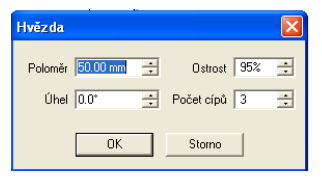 Hvězda
Poloměr 50.00 mm Ostrost 95%
Úhel 0.0° Počet cípů 3
OK Storno